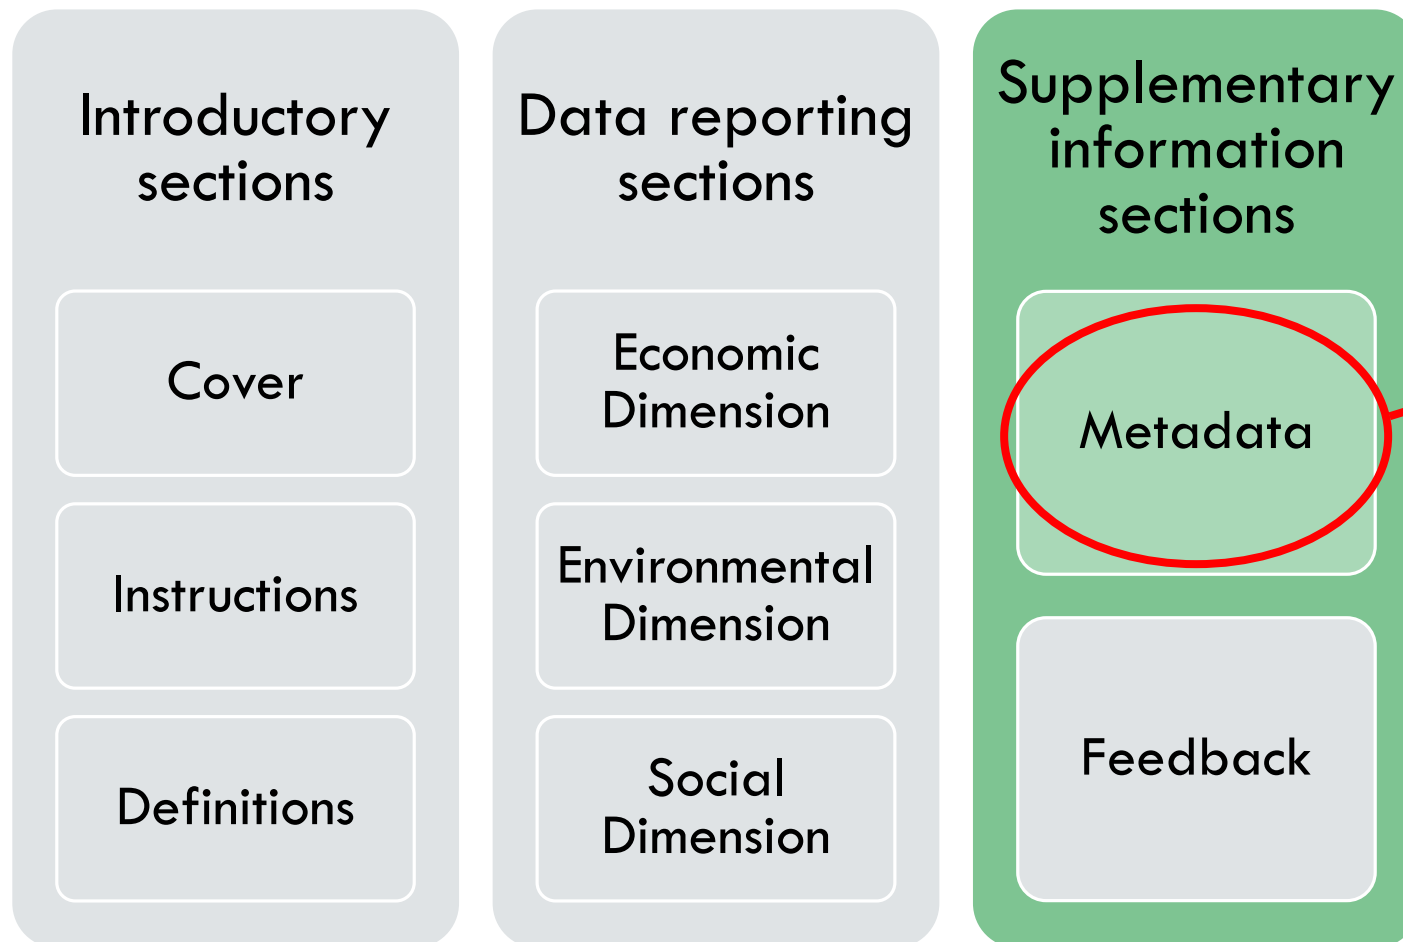 Introductory
sections
Cover
Instructions
Definitions
Data reporting
sections
Economic
Dimension
Environmental
Dimension
Social
Dimension
Supplementary
information
sections
Metadata
Feedback